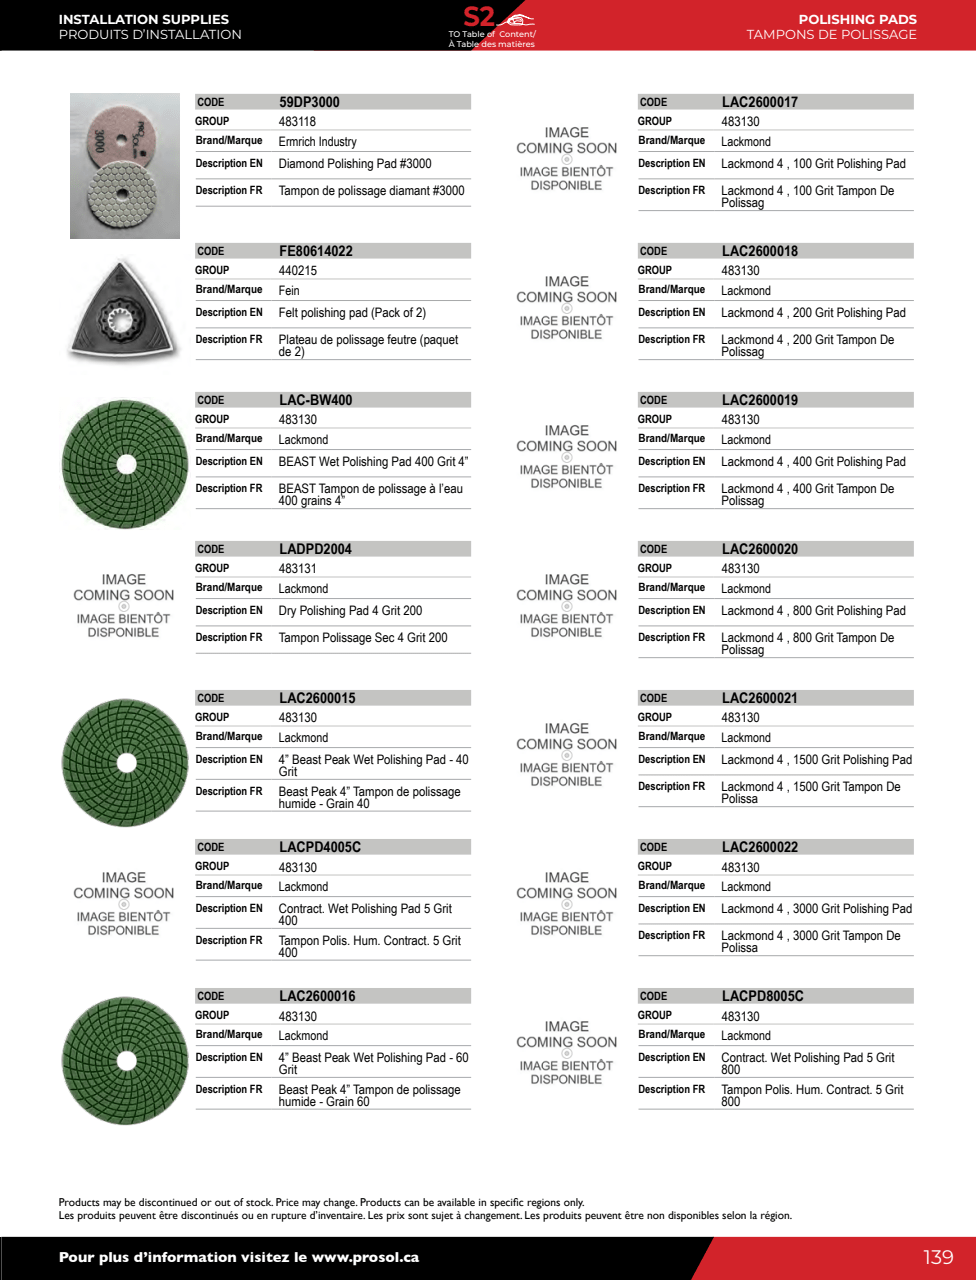 INSTALLATION SUPPLIES
PRODUITS D'INSTALLATION
S2
TO Table of Content/
À Table des matières
POLISHING PADS
TAMPONS DE POLISSAGE
3000
CODE 59DP3000
GROUP 483118
Brand/Marque Ermrich Industry
Description EN Diamond Polishing Pad #3000
Description FR Tampon de polissage diamant #3000
CODE FE80614022
GROUP 440215
Brand/Marque Fein
Description EN Felt polishing pad (Pack of 2)
Description FR Plateau de polissage feutre (paquet
de 2)
CODE LAC-BW400
GROUP 483130
Brand/Marque Lackmond
Description EN BEAST Wet Polishing Pad 400 Grit 4”
Description FR BEAST Tampon de polissage à l’eau
400 grains 4”
IMAGE
COMING SOON
IMAGE BIENTÔT
DISPONIBLE
CODE LADPD2004
GROUP 483131
Brand/Marque Lackmond
Description EN Dry Polishing Pad 4 Grit 200
Description FR Tampon Polissage Sec 4 Grit 200
CODE LAC2600015
GROUP 483130
Brand/Marque Lackmond
Description EN 4” Beast Peak Wet Polishing Pad - 40
Grit
Description FR Beast Peak 4” Tampon de polissage
humide - Grain 40
IMAGE
COMING SOON
IMAGE BIENTÔT
DISPONIBLE
CODE LACPD4005C
GROUP 483130
Brand/Marque Lackmond
Description EN Contract. Wet Polishing Pad 5 Grit
400
Description FR Tampon Polis. Hum. Contract. 5 Grit
400
CODE LAC2600016
GROUP 483130
Brand/Marque Lackmond
Description EN 4” Beast Peak Wet Polishing Pad - 60
Grit
Description FR Beast Peak 4” Tampon de polissage
humide - Grain 60
IMAGE
COMING SOON
IMAGE BIENTÔT
DISPONIBLE
CODE LAC2600017
GROUP 483130
Brand/Marque Lackmond
Description EN Lackmond 4 , 100 Grit Polishing Pad
Description FR Lackmond 4 , 100 Grit Tampon De
Polissag
IMAGE
COMING SOON
IMAGE BIENTÔT
DISPONIBLE
CODE LAC2600018
GROUP 483130
Brand/Marque Lackmond
Description EN Lackmond 4 , 200 Grit Polishing Pad
Description FR Lackmond 4 , 200 Grit Tampon De
Polissag
IMAGE
COMING SOON
IMAGE BIENTÔT
DISPONIBLE
CODE LAC2600019
GROUP 483130
Brand/Marque Lackmond
Description EN Lackmond 4 , 400 Grit Polishing Pad
Description FR Lackmond 4 , 400 Grit Tampon De
Polissag
IMAGE
COMING SOON
IMAGE BIENTÔT
DISPONIBLE
CODE LAC2600020
GROUP 483130
Brand/Marque Lackmond
Description EN Lackmond 4 , 800 Grit Polishing Pad
Description FR Lackmond 4 , 800 Grit Tampon De
Polissag
IMAGE
COMING SOON
IMAGE BIENTÔT
DISPONIBLE
CODE LAC2600021
GROUP 483130
Brand/Marque Lackmond
Description EN Lackmond 4 , 1500 Grit Polishing Pad
Description FR Lackmond 4 , 1500 Grit Tampon De
Polissa
IMAGE
COMING SOON
IMAGE BIENTÔT
DISPONIBLE
CODE LAC2600022
GROUP 483130
Brand/Marque Lackmond
Description EN Lackmond 4 , 3000 Grit Polishing Pad
Description FR Lackmond 4 , 3000 Grit Tampon De
Polissa
IMAGE
COMING SOON
IMAGE BIENTÔT
DISPONIBLE
CODE LACPD8005C
GROUP 483130
Brand/Marque Lackmond
Description EN Contract. Wet Polishing Pad 5 Grit
800
Description FR Tampon Polis. Hum. Contract. 5 Grit
800
Products may be discontinued or out of stock. Price may change. Products can be available in specific regions only.
Les produits peuvent être discontinués ou en rupture d’inventaire. Les prix sont sujet à changement. Les produits peuvent être non disponibles selon la région.
Pour plus d’information visitez le www.prosol.ca
139